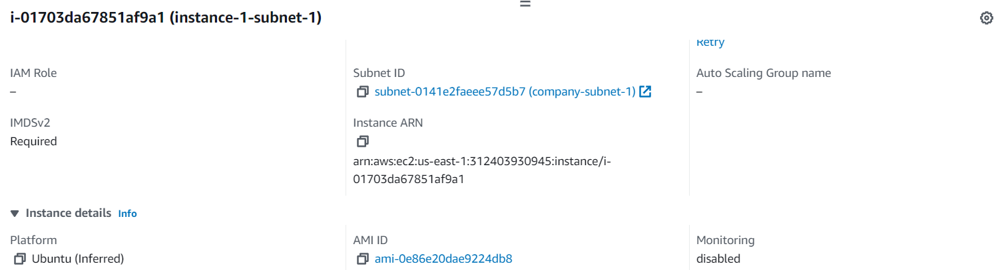 i-01703da67851af9a1 (instance-1-subnet-1)
Retry
IAM Role
–
Subnet ID
subnet-0141e2faeee57d5b7 (company-subnet-1)
Auto Scaling Group name
–
IMDSv2
Required
Instance ARN
arn:aws:ec2:us-east-1:312403930945:instance/i-
01703da67851af9a1
Instance details Info
Platform
Ubuntu (Inferred)
AMI ID
ami-0e86e20dae9224db8
Monitoring
disabled